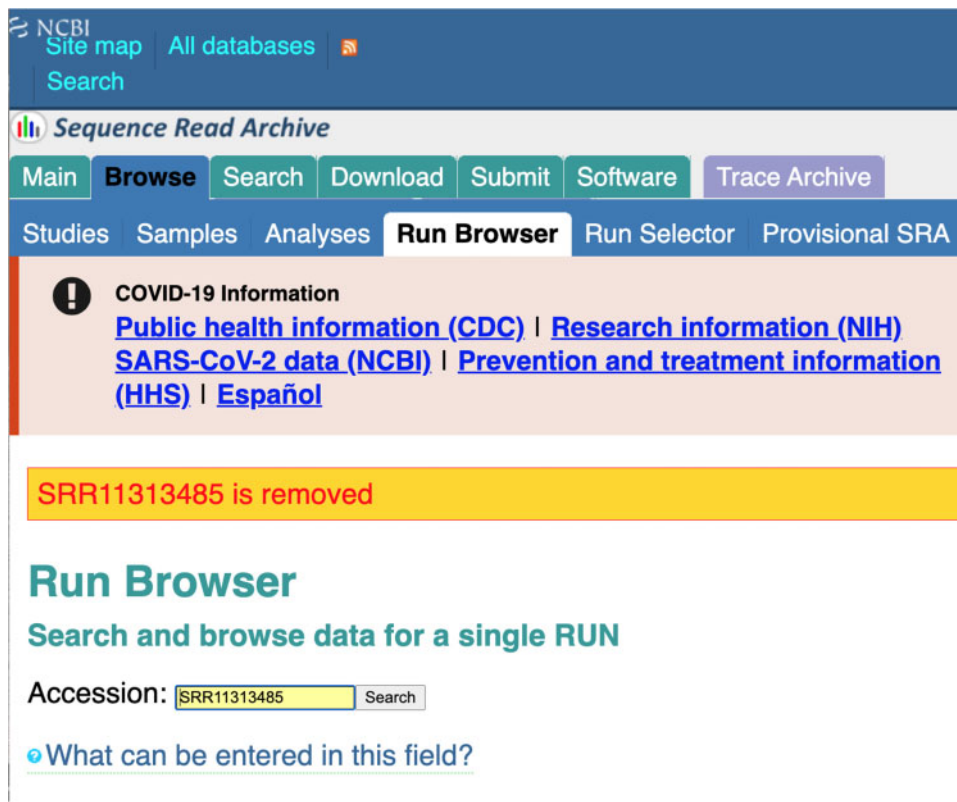 NCBI
Site map All databases
Search
Sequence Read Archive
Main Browse Search Download Submit Software Trace Archive
Studies Samples Analyses Run Browser Run Selector Provisional SRA
COVID-19 Information
Public health information (CDC) | Research information (NIH)
SARS-CoV-2 data (NCBI) | Prevention and treatment information
(HHS) | Español
SRR11313485 is removed
Run Browser
Search and browse data for a single RUN
Accession: SRR11313485 Search
What can be entered in this field?